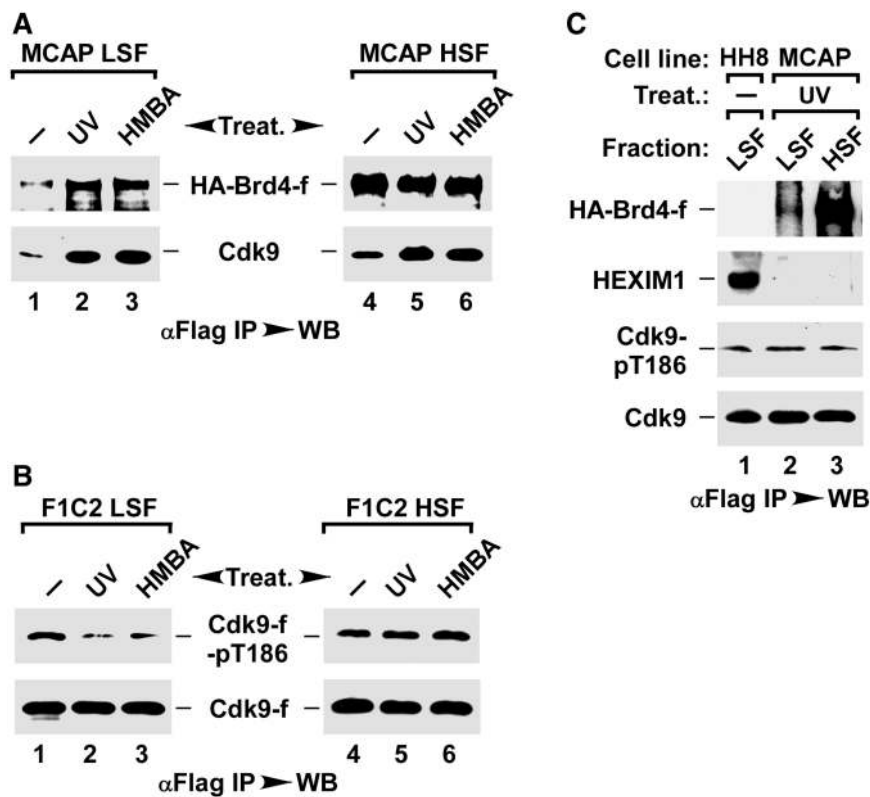 A
MCAP LSF
MCAP HSF
— UV HMBA
Treat.
— UV HMBA
HA-Brd4-f
Cdk9
1 2 3
4 5 6
αFlag IP ➤ WB
B
F1C2 LSF
F1C2 HSF
— UV HMBA
Treat.
— UV HMBA
Cdk9-f
-pT186
Cdk9-f
1 2 3
4 5 6
αFlag IP ➤ WB
C
Cell line: HH8 MCAP
Treat.: — UV
Fraction: LSF LSF HSF
HA-Brd4-f
HEXIM1
Cdk9-
pT186
Cdk9
1 2 3
αFlag IP ➤ WB